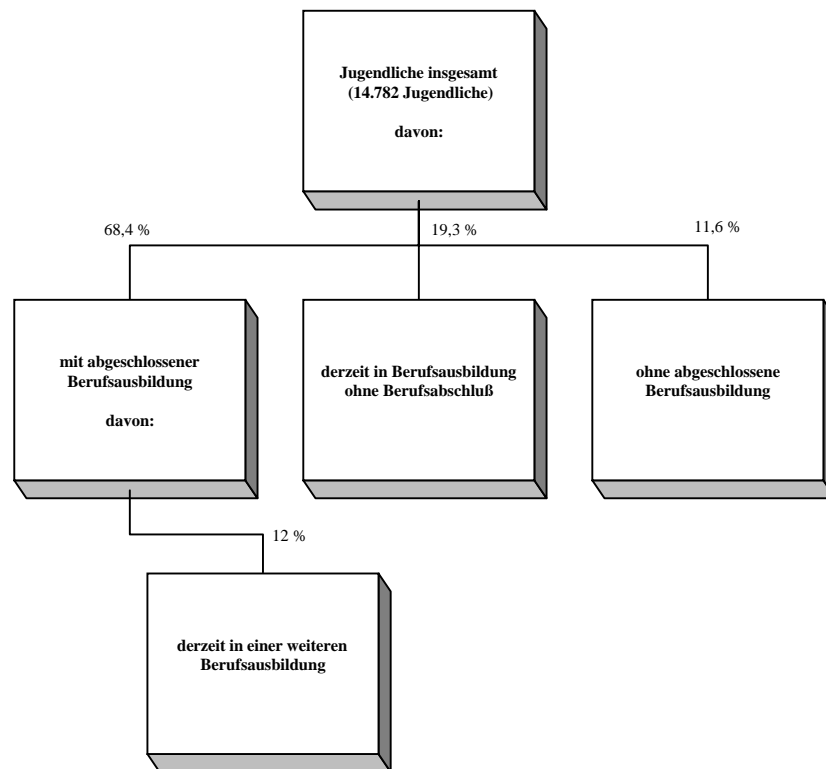 Jugendliche insgesamt
(14.782 Jugendliche)
davon:
68,4 %
19,3 %
11,6 %
mit abgeschlossener
Berufsausbildung
davon:
derzeit in Berufsausbildung
ohne Berufsabschluß
ohne abgeschlossene
Berufsausbildung
12 %
derzeit in einer weiteren
Berufsausbildung